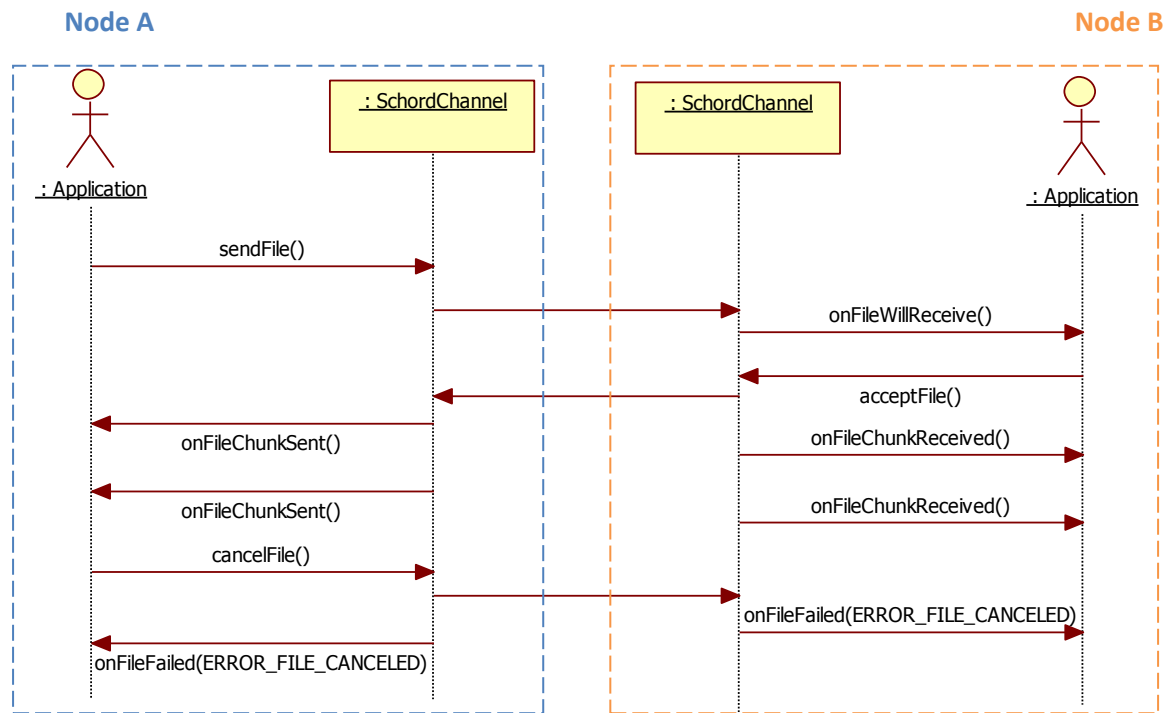 Node A
Node B
: SchordChannel
: SchordChannel
: Application
: Application
sendFile()
onFileWillReceive()
acceptFile()
onFileChunkSent()
onFileChunkReceived()
onFileChunkSent()
onFileChunkReceived()
cancelFile()
onFileFailed(ERROR_FILE_CANCELED)
onFileFailed(ERROR_FILE_CANCELED)